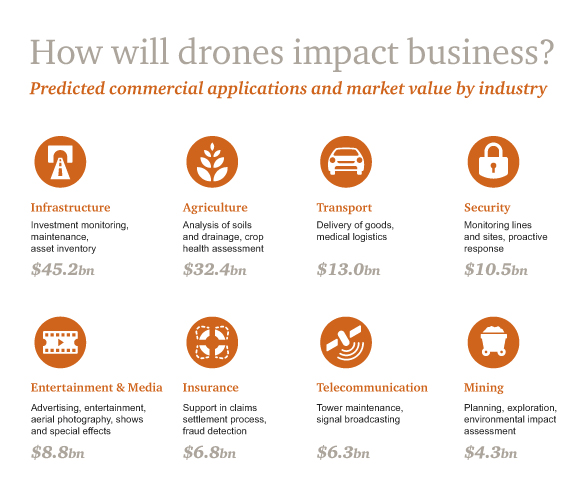 How will drones impact business?
Predicted commercial applications and market value by industry
Infrastructure
Investment monitoring,
maintenance,
asset inventory
$45.2bn
Agriculture
Analysis of soils
and drainage, crop
health assessment
$32.4bn
Transport
Delivery of goods,
medical logistics
$13.0bn
Security
Monitoring lines
and sites, proactive
response
$10.5bn
Entertainment & Media
Advertising, entertainment,
aerial photography, shows
and special effects
$8.8bn
Insurance
Support in claims
settlement process,
fraud detection
$6.8bn
Telecommunication
Tower maintenance,
signal broadcasting
$6.3bn
Mining
Planning, exploration,
environmental impact
assessment
$4.3bn